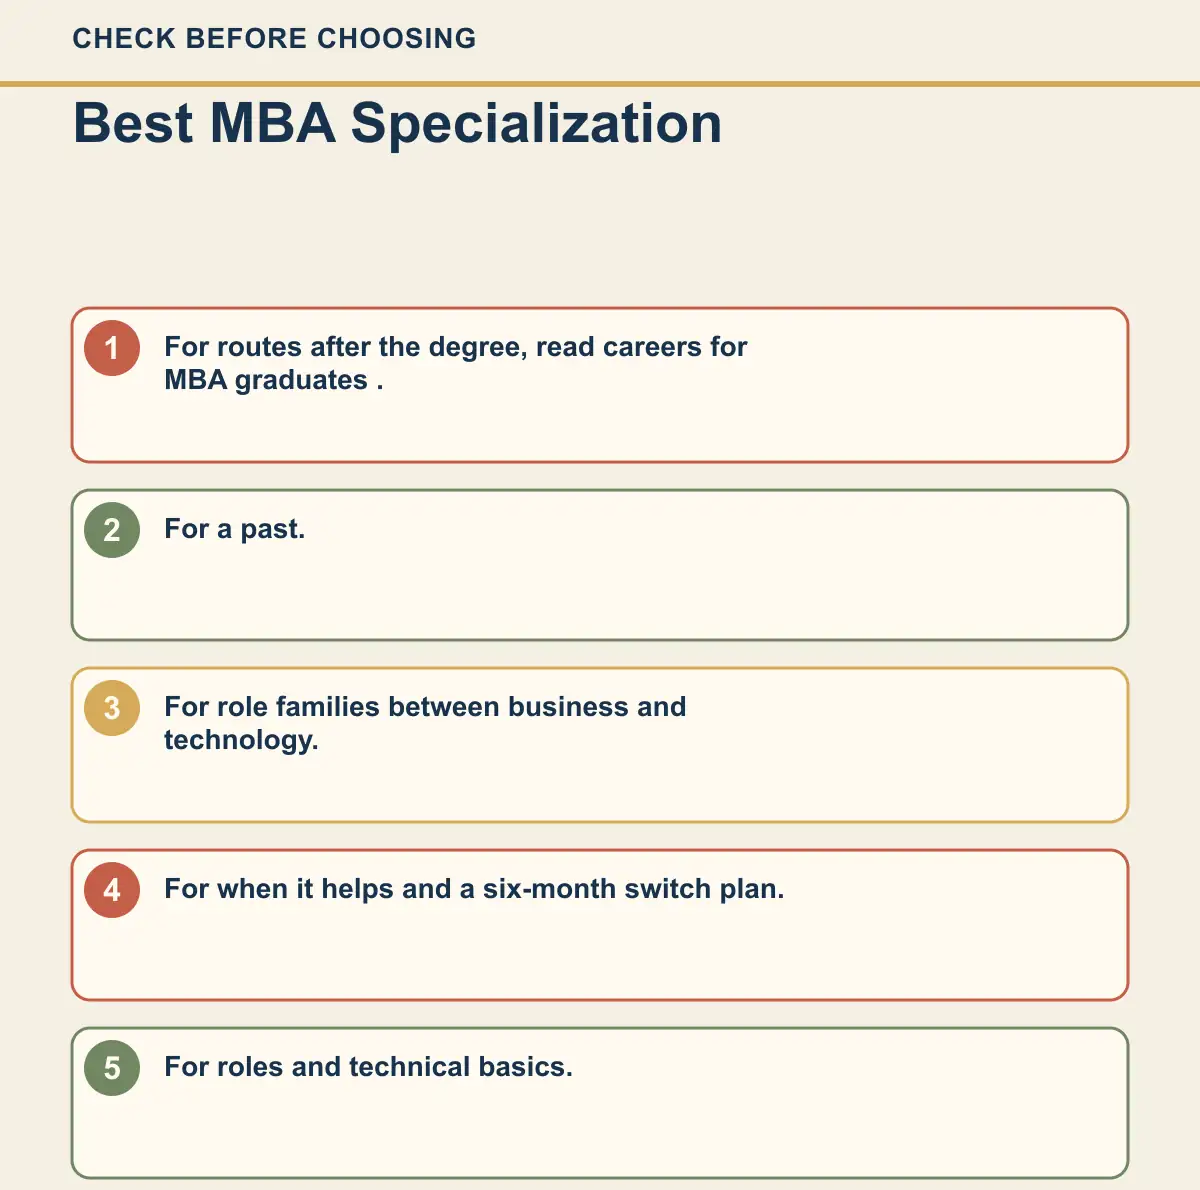 CHECK BEFORE CHOOSING
Best MBA Specialization
1
For routes after the degree, read careers for
MBA graduates .
2
For a past.
3
For role families between business and
technology.
4
For when it helps and a six-month switch plan.
5
For roles and technical basics.